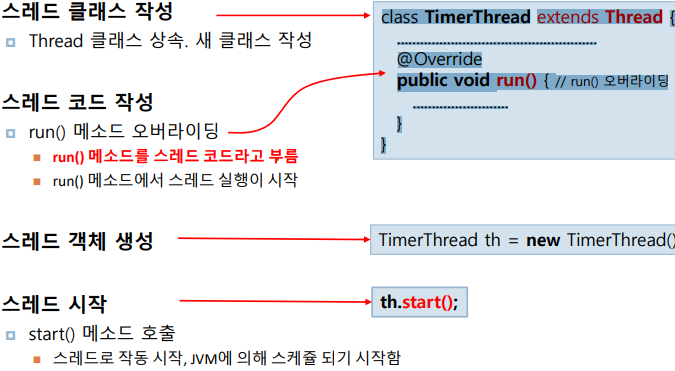 스레드 클래스 작성
Thread 클래스 상속. 새 클래스 작성
class TimerThread extends Thread {
....................................................
@Override
public void run() { // run() 오버라이딩
.........................
}
}
스레드 코드 작성
run() 메소드 오버라이딩
run() 메소드를 스레드 코드라고 부름
run() 메소드에서 스레드 실행이 시작
스레드 객체 생성
TimerThread th = new TimerThread()
스레드 시작
th.start();
start() 메소드 호출
스레드로 작동 시작, JVM에 의해 스케쥴 되기 시작함